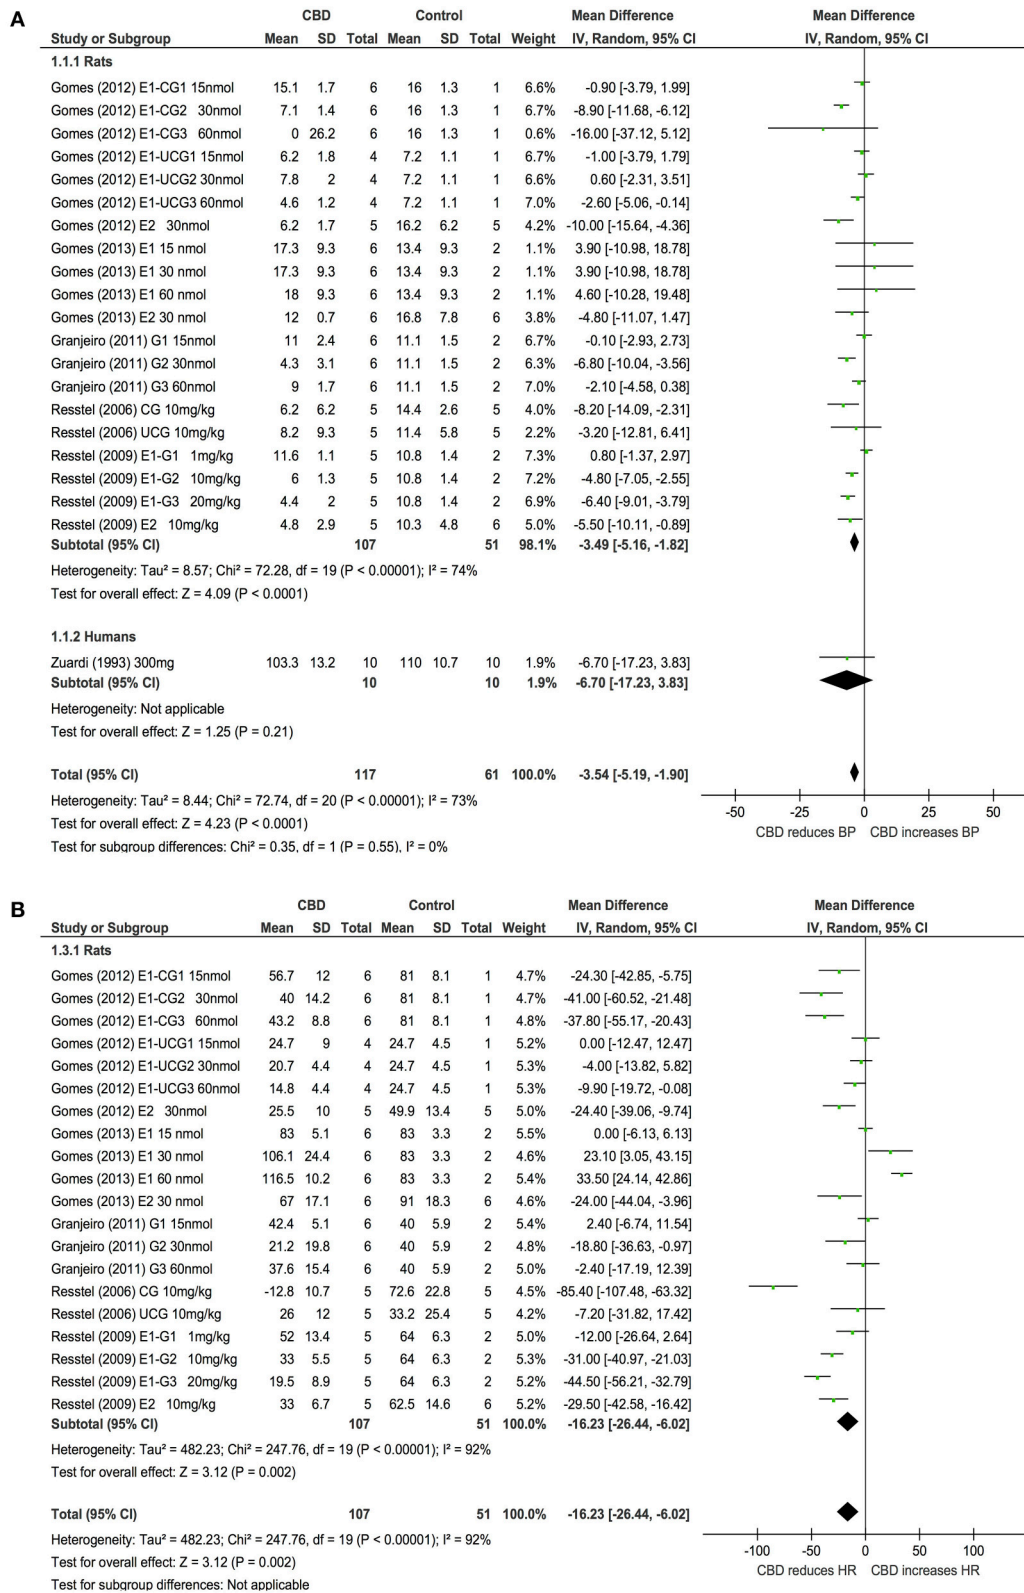 A
CBD Control Mean Difference Mean Difference
Study or Subgroup Mean SD Total Mean SD Total Weight IV, Random, 95% CI IV, Random, 95% CI
1.1.1 Rats
Gomes (2012) E1-CG1 15nmol 15.1 1.7 6 16 1.3 1 6.6% -0.90 [-3.79, 1.99]
Gomes (2012) E1-CG2 30nmol 7.1 1.4 6 16 1.3 1 6.6% -8.90 [-11.68, -6.12]
Gomes (2012) E1-CG3 60nmol 0 26.2 6 16 1.3 1 0.6% -16.00 [-37.12, 5.12]
Gomes (2012) E1-UCG1 15nmol 6.2 1.8 4 7.2 1.1 1 6.7% -1.00 [-3.79, 1.79]
Gomes (2012) E1-UCG2 30nmol 7.8 2 4 7.2 1.1 1 6.6% 0.60 [-2.31, 3.51]
Gomes (2012) E1-UCG3 60nmol 4.6 1.2 4 7.2 1.1 1 7.0% -2.60 [-5.06, -0.14]
Gomes (2012) E2 30nmol 6.2 1.7 5 16.2 6.2 5 4.2% -10.00 [-15.64, -4.36]
Gomes (2013) E1 15 nmol 17.3 9.3 6 13.4 9.3 2 1.1% 3.90 [-10.98, 18.78]
Gomes (2013) E1 30 nmol 17.3 9.3 6 13.4 9.3 2 1.1% 3.90 [-10.98, 18.78]
Gomes (2013) E1 60 nmol 18 9.3 6 13.4 9.3 2 1.1% 4.60 [-10.28, 19.48]
Gomes (2013) E2 30 nmol 12 0.7 6 16.8 7.8 6 3.8% -4.80 [-11.07, 1.47]
Granjeiro (2011) G1 15nmol 11 2.4 6 11.1 1.5 2 6.7% -0.10 [-2.93, 2.73]
Granjeiro (2011) G2 30nmol 4.3 3.1 6 11.1 1.5 2 6.3% -6.80 [-10.04, -3.56]
Granjeiro (2011) G3 60nmol 9 1.7 6 11.1 1.5 2 7.0% -2.10 [-4.58, 0.38]
Resstel (2006) CG 10mg/kg 6.2 6.2 5 14.4 2.6 5 4.0% -8.20 [-14.09, -2.31]
Resstel (2006) UCG 10mg/kg 8.2 9.3 5 11.4 5.8 5 2.2% -3.20 [-12.81, 6.41]
Resstel (2009) E1-G1 1mg/kg 11.6 1.1 5 10.8 1.4 2 7.3% 0.80 [-1.37, 2.97]
Resstel (2009) E1-G2 10mg/kg 6 1.3 5 10.8 1.4 2 7.2% -4.80 [-7.05, -2.55]
Resstel (2009) E1-G3 20mg/kg 4.4 2 5 10.8 1.4 2 6.9% -6.40 [-9.01, -3.79]
Resstel (2009) E2 10mg/kg 4.8 2.9 5 10.3 4.8 6 5.0% -5.50 [-10.11, -0.89]
Subtotal (95% CI) 107 51 98.1% -3.49 [-5.16, -1.82]
Heterogeneity: Tau² = 8.57; Chi² = 72.28, df = 19 (P < 0.00001); I² = 74%
Test for overall effect: Z = 4.09 (P < 0.0001)
1.1.2 Humans
Zuardi (1993) 300mg 103.3 13.2 10 110 10.7 10 1.9% -6.70 [-17.23, 3.83]
Subtotal (95% CI) 10 10 1.9% -6.70 [-17.23, 3.83]
Heterogeneity: Not applicable
Test for overall effect: Z = 1.25 (P = 0.21)
Total (95% CI) 117 61 100.0% -3.54 [-5.19, -1.90]
Heterogeneity: Tau² = 8.44; Chi² = 72.74, df = 20 (P < 0.00001); I² = 73%
Test for overall effect: Z = 4.23 (P < 0.0001)
Test for subgroup differences: Chi² = 0.35, df = 1 (P = 0.55), I² = 0%
-50 -25 0 25 50
CBD reduces BP CBD increases BP
B
CBD Control Mean Difference Mean Difference
Study or Subgroup Mean SD Total Mean SD Total Weight IV, Random, 95% CI IV, Random, 95% CI
1.3.1 Rats
Gomes (2012) E1-CG1 15nmol 56.7 12 6 81 8.1 1 4.7% -24.30 [-42.85, -5.75]
Gomes (2012) E1-CG2 30nmol 40 14.2 6 81 8.1 1 4.7% -41.00 [-60.52, -21.48]
Gomes (2012) E1-CG3 60nmol 43.2 8.8 6 81 8.1 1 4.8% -37.80 [-55.17, -20.43]
Gomes (2012) E1-UCG1 15nmol 24.7 9 4 24.7 4.5 1 5.2% 0.00 [-12.47, 12.47]
Gomes (2012) E1-UCG2 30nmol 20.7 4.4 4 24.7 4.5 1 5.3% -4.00 [-13.82, 5.82]
Gomes (2012) E1-UCG3 60nmol 14.8 4.4 4 24.7 4.5 1 5.3% -9.90 [-19.72, -0.08]
Gomes (2012) E2 30nmol 25.5 10 5 49.9 13.4 5 5.0% -24.40 [-39.06, -9.74]
Gomes (2013) E1 15 nmol 83 5.1 6 83 3.3 2 5.5% 0.00 [-6.13, 6.13]
Gomes (2013) E1 30 nmol 106.1 24.4 6 83 3.3 2 4.6% 23.10 [3.05, 43.15]
Gomes (2013) E1 60 nmol 116.5 10.2 6 83 3.3 2 5.4% 33.50 [24.14, 42.86]
Gomes (2013) E2 30 nmol 67 17.1 6 91 18.3 6 4.6% -24.00 [-44.04, -3.96]
Granjeiro (2011) G1 15nmol 42.4 5.1 6 40 5.9 2 5.4% 2.40 [-6.74, 11.54]
Granjeiro (2011) G2 30nmol 21.2 19.8 6 40 5.9 2 4.8% -18.80 [-36.63, -0.97]
Granjeiro (2011) G3 60nmol 37.6 15.4 6 40 5.9 2 5.0% -2.40 [-17.19, 12.39]
Resstel (2006) CG 10mg/kg -12.8 10.7 5 72.6 22.8 5 4.5% -85.40 [-107.48, -63.32]
Resstel (2006) UCG 10mg/kg 26 12 5 33.2 25.4 5 4.2% -7.20 [-31.82, 17.42]
Resstel (2009) E1-G1 1mg/kg 52 13.4 5 64 6.3 2 5.0% -12.00 [-26.64, 2.64]
Resstel (2009) E1-G2 10mg/kg 33 5.5 5 64 6.3 2 5.3% -31.00 [-40.97, -21.03]
Resstel (2009) E1-G3 20mg/kg 19.5 8.9 5 64 6.3 2 5.2% -44.50 [-56.21, -32.79]
Resstel (2009) E2 10mg/kg 33 6.7 5 62.5 14.6 6 5.2% -29.50 [-42.58, -16.42]
Subtotal (95% CI) 107 51 100.0% -16.23 [-26.44, -6.02]
Heterogeneity: Tau² = 482.23; Chi² = 247.76, df = 19 (P < 0.00001); I² = 92%
Test for overall effect: Z = 3.12 (P = 0.002)
Total (95% CI) 107 51 100.0% -16.23 [-26.44, -6.02]
Heterogeneity: Tau² = 482.23; Chi² = 247.76, df = 19 (P < 0.00001); I² = 92%
Test for overall effect: Z = 3.12 (P = 0.002)
Test for subgroup differences: Not applicable
-100 -50 0 50 100
CBD reduces HR CBD increases HR